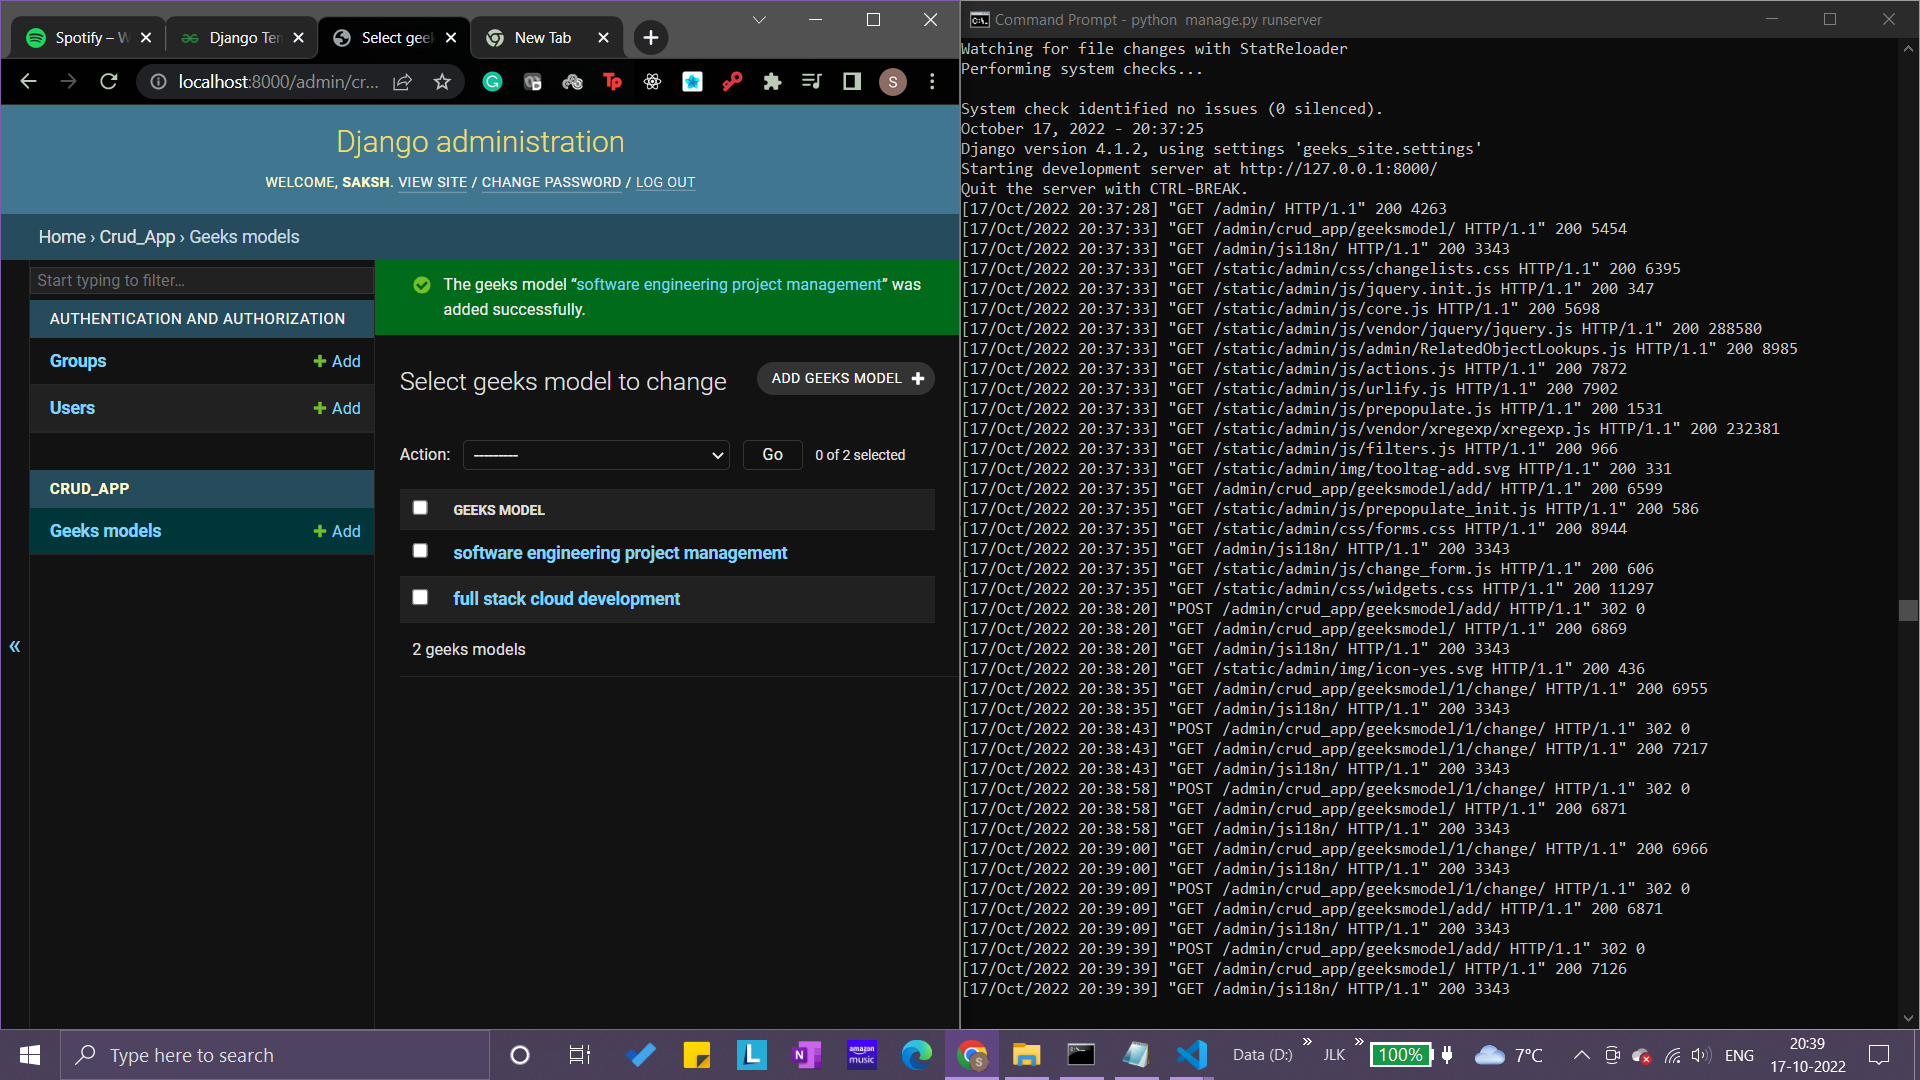 Spotify – W
Django Ten
Select geek
New Tab
localhost:8000/admin/cr...
Tp
S
Django administration
WELCOME, SAKSH. VIEW SITE / CHANGE PASSWORD / LOG OUT
Home › Crud_App › Geeks models
Start typing to filter...
AUTHENTICATION AND AUTHORIZATION
Groups + Add
Users + Add
CRUD_APP
Geeks models + Add
«
The geeks model “software engineering project management” was
added successfully.
Select geeks model to change
ADD GEEKS MODEL +
Action: --------- Go 0 of 2 selected
GEEKS MODEL
software engineering project management
full stack cloud development
2 geeks models
Command Prompt - python  manage.py runserver
Watching for file changes with StatReloader
Performing system checks...
System check identified no issues (0 silenced).
October 17, 2022 - 20:37:25
Django version 4.1.2, using settings 'geeks_site.settings'
Starting development server at http://127.0.0.1:8000/
Quit the server with CTRL-BREAK.
[17/Oct/2022 20:37:28] "GET /admin/ HTTP/1.1" 200 4263
[17/Oct/2022 20:37:33] "GET /admin/crud_app/geeksmodel/ HTTP/1.1" 200 5454
[17/Oct/2022 20:37:33] "GET /admin/jsi18n/ HTTP/1.1" 200 3343
[17/Oct/2022 20:37:33] "GET /static/admin/css/changelists.css HTTP/1.1" 200 6395
[17/Oct/2022 20:37:33] "GET /static/admin/js/jquery.init.js HTTP/1.1" 200 347
[17/Oct/2022 20:37:33] "GET /static/admin/js/core.js HTTP/1.1" 200 5698
[17/Oct/2022 20:37:33] "GET /static/admin/js/vendor/jquery/jquery.js HTTP/1.1" 200 288580
[17/Oct/2022 20:37:33] "GET /static/admin/js/admin/RelatedObjectLookups.js HTTP/1.1" 200 8985
[17/Oct/2022 20:37:33] "GET /static/admin/js/actions.js HTTP/1.1" 200 7872
[17/Oct/2022 20:37:33] "GET /static/admin/js/urlify.js HTTP/1.1" 200 7902
[17/Oct/2022 20:37:33] "GET /static/admin/js/prepopulate.js HTTP/1.1" 200 1531
[17/Oct/2022 20:37:33] "GET /static/admin/js/vendor/xregexp/xregexp.js HTTP/1.1" 200 232381
[17/Oct/2022 20:37:33] "GET /static/admin/js/filters.js HTTP/1.1" 200 966
[17/Oct/2022 20:37:33] "GET /static/admin/img/tooltag-add.svg HTTP/1.1" 200 331
[17/Oct/2022 20:37:35] "GET /admin/crud_app/geeksmodel/add/ HTTP/1.1" 200 6599
[17/Oct/2022 20:37:35] "GET /static/admin/js/prepopulate_init.js HTTP/1.1" 200 586
[17/Oct/2022 20:37:35] "GET /static/admin/css/forms.css HTTP/1.1" 200 8944
[17/Oct/2022 20:37:35] "GET /admin/jsi18n/ HTTP/1.1" 200 3343
[17/Oct/2022 20:37:35] "GET /static/admin/js/change_form.js HTTP/1.1" 200 606
[17/Oct/2022 20:37:35] "GET /static/admin/css/widgets.css HTTP/1.1" 200 11297
[17/Oct/2022 20:38:20] "POST /admin/crud_app/geeksmodel/add/ HTTP/1.1" 302 0
[17/Oct/2022 20:38:20] "GET /admin/crud_app/geeksmodel/ HTTP/1.1" 200 6869
[17/Oct/2022 20:38:20] "GET /admin/jsi18n/ HTTP/1.1" 200 3343
[17/Oct/2022 20:38:20] "GET /static/admin/img/icon-yes.svg HTTP/1.1" 200 436
[17/Oct/2022 20:38:35] "GET /admin/crud_app/geeksmodel/1/change/ HTTP/1.1" 200 6955
[17/Oct/2022 20:38:35] "GET /admin/jsi18n/ HTTP/1.1" 200 3343
[17/Oct/2022 20:38:43] "POST /admin/crud_app/geeksmodel/1/change/ HTTP/1.1" 302 0
[17/Oct/2022 20:38:43] "GET /admin/crud_app/geeksmodel/1/change/ HTTP/1.1" 200 7217
[17/Oct/2022 20:38:43] "GET /admin/jsi18n/ HTTP/1.1" 200 3343
[17/Oct/2022 20:38:58] "POST /admin/crud_app/geeksmodel/1/change/ HTTP/1.1" 302 0
[17/Oct/2022 20:38:58] "GET /admin/crud_app/geeksmodel/ HTTP/1.1" 200 6871
[17/Oct/2022 20:38:58] "GET /admin/jsi18n/ HTTP/1.1" 200 3343
[17/Oct/2022 20:39:00] "GET /admin/crud_app/geeksmodel/1/change/ HTTP/1.1" 200 6966
[17/Oct/2022 20:39:00] "GET /admin/jsi18n/ HTTP/1.1" 200 3343
[17/Oct/2022 20:39:09] "POST /admin/crud_app/geeksmodel/1/change/ HTTP/1.1" 302 0
[17/Oct/2022 20:39:09] "GET /admin/crud_app/geeksmodel/add/ HTTP/1.1" 200 6871
[17/Oct/2022 20:39:09] "GET /admin/jsi18n/ HTTP/1.1" 200 3343
[17/Oct/2022 20:39:39] "POST /admin/crud_app/geeksmodel/add/ HTTP/1.1" 302 0
[17/Oct/2022 20:39:39] "GET /admin/crud_app/geeksmodel/ HTTP/1.1" 200 7126
[17/Oct/2022 20:39:39] "GET /admin/jsi18n/ HTTP/1.1" 200 3343
Type here to search
L
N
amazon music
S
Data (D:) » JLK » 100% 7°C ENG
20:39
17-10-2022